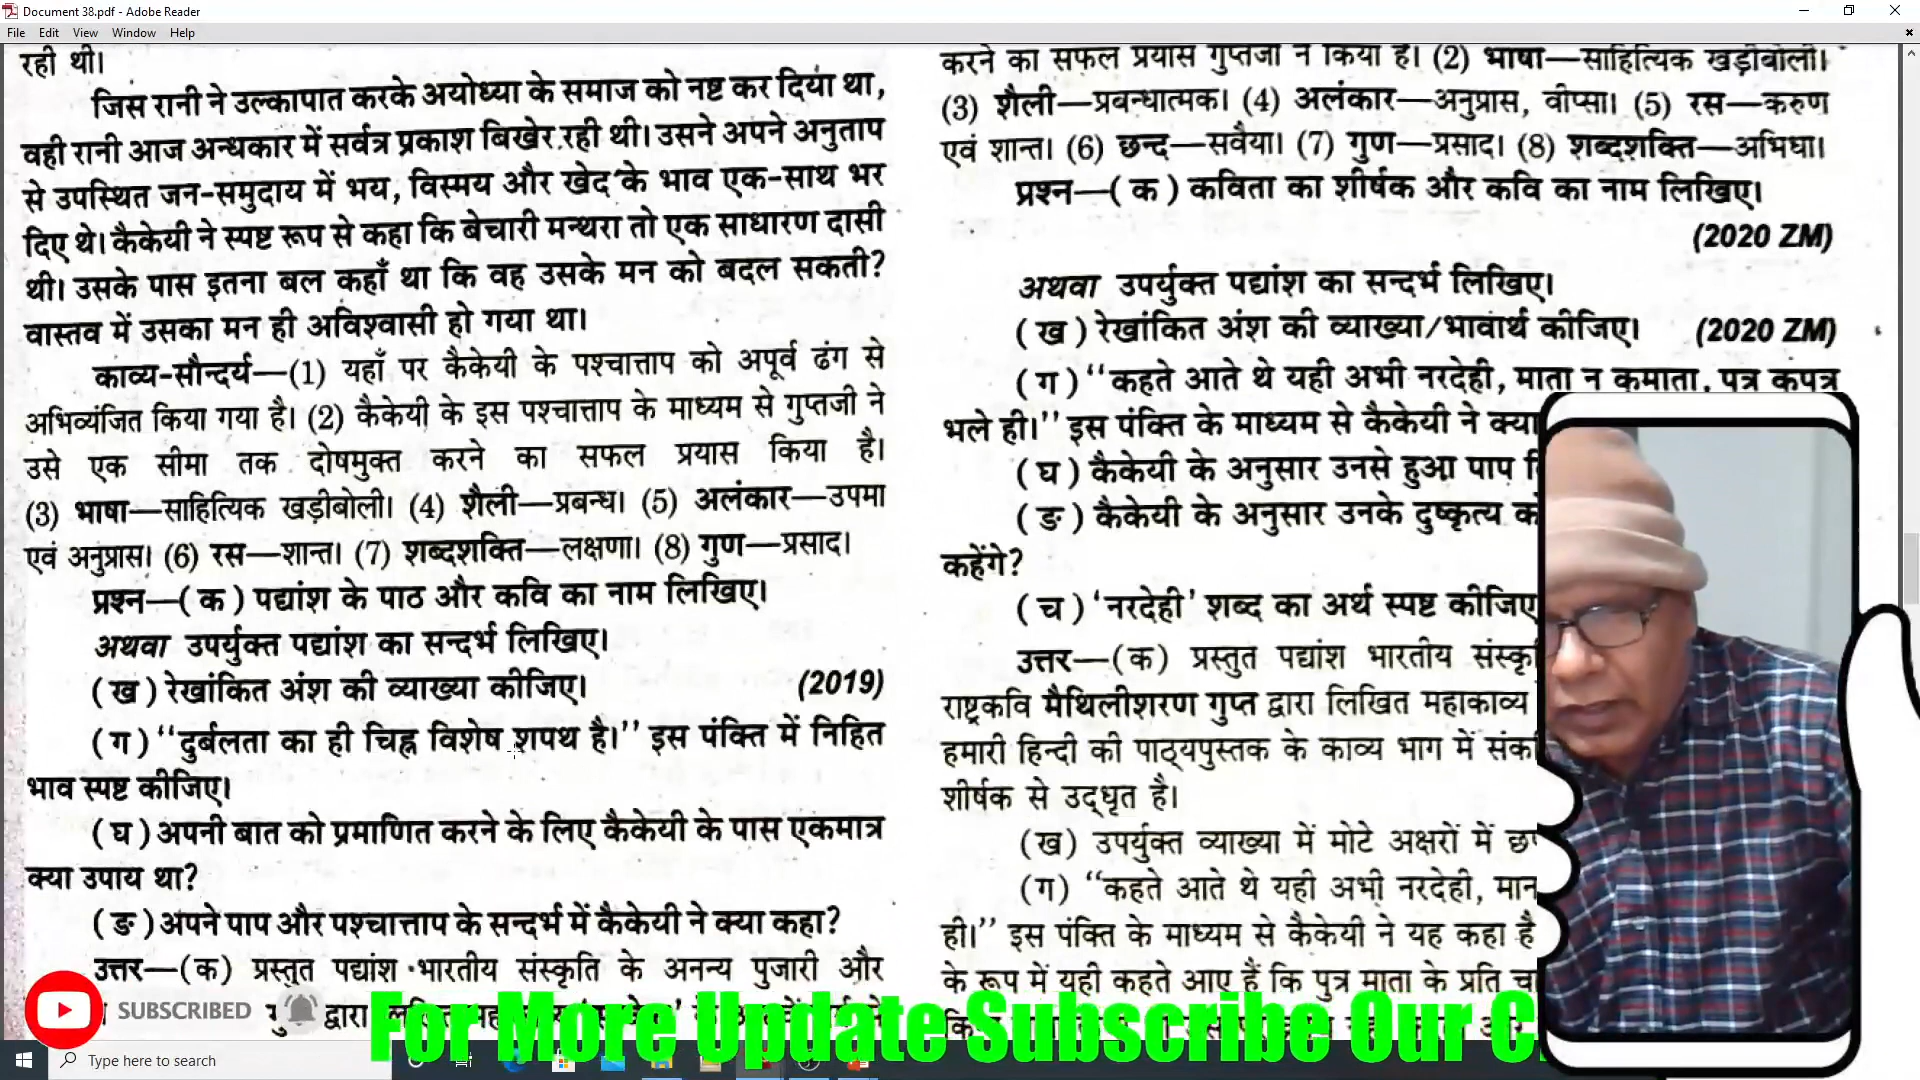 Document 38.pdf - Adobe Reader
File Edit View Window Help
रही थी।
जिस रानी ने उल्कापात करके अयोध्या के समाज को नष्ट कर दिया था,
वही रानी आज अन्धकार में सर्वत्र प्रकाश बिखेर रही थी। उसने अपने अनुताप
से उपस्थित जन-समुदाय में भय, विस्मय और खेद के भाव एक-साथ भर
दिए थे। कैकेयी ने स्पष्ट रूप से कहा कि बेचारी मन्थरा तो एक साधारण दासी
थी। उसके पास इतना बल कहाँ था कि वह उसके मन को बदल सकती?
वास्तव में उसका मन ही अविश्वासी हो गया था।
काव्य-सौन्दर्य—(1) यहाँ पर कैकेयी के पश्चात्ताप को अपूर्व ढंग से
अभिव्यंजित किया गया है। (2) कैकेयी के इस पश्चात्ताप के माध्यम से गुप्तजी ने
उसे एक सीमा तक दोषमुक्त करने का सफल प्रयास किया है।
(3) भाषा—साहित्यिक खड़ीबोली। (4) शैली—प्रबन्ध। (5) अलंकार—उपमा
एवं अनुप्रास। (6) रस—शान्त। (7) शब्दशक्ति—लक्षणा। (8) गुण—प्रसाद।
प्रश्न—(क) पद्यांश के पाठ और कवि का नाम लिखिए।
अथवा उपर्युक्त पद्यांश का सन्दर्भ लिखिए।
(ख) रेखांकित अंश की व्याख्या कीजिए। (2019)
(ग) “दुर्बलता का ही चिह्न विशेष शपथ है।” इस पंक्ति में निहित
भाव स्पष्ट कीजिए।
(घ) अपनी बात को प्रमाणित करने के लिए कैकेयी के पास एकमात्र
क्या उपाय था?
(ङ) अपने पाप और पश्चात्ताप के सन्दर्भ में कैकेयी ने क्या कहा?
उत्तर—(क) प्रस्तुत पद्यांश भारतीय संस्कृति के अनन्य पुजारी और
द्वारा
करने का सफल प्रयास गुप्तजी ने किया है। (2) भाषा—साहित्यिक खड़ीबोली।
(3) शैली—प्रबन्धात्मक। (4) अलंकार—अनुप्रास, वीप्सा। (5) रस—करुण
एवं शान्त। (6) छन्द—सवैया। (7) गुण—प्रसाद। (8) शब्दशक्ति—अभिधा।
प्रश्न—(क) कविता का शीर्षक और कवि का नाम लिखिए।
(2020 ZM)
अथवा उपर्युक्त पद्यांश का सन्दर्भ लिखिए।
(ख) रेखांकित अंश की व्याख्या/भावार्थ कीजिए। (2020 ZM)
(ग) “कहते आते थे यही अभी नरदेही, माता न कुमाता, पुत्र कुपुत्र
भले ही।” इस पंक्ति के माध्यम से कैकेयी ने क्या
(घ) कैकेयी के अनुसार उनसे हुआ पाप
(ङ) कैकेयी के अनुसार उनके दुष्कृत्य को
कहेंगे?
(च) ‘नरदेही’ शब्द का अर्थ स्पष्ट कीजिए
उत्तर—(क) प्रस्तुत पद्यांश भारतीय
राष्ट्रकवि मैथिलीशरण गुप्त द्वारा लिखित महाकाव्य
हमारी हिन्दी की पाठ्यपुस्तक के काव्य भाग में
शीर्षक से उद्धृत है।
(ख) उपर्युक्त व्याख्या में मोटे अक्षरों में
(ग) “कहते आते थे यही अभी नरदेही,
ही।” इस पंक्ति के माध्यम से कैकेयी ने यह कहा है
के रूप में यही कहते आए हैं कि पुत्र माता के प्रति
SUBSCRIBED
For More Update Subscribe Our
Type here to search